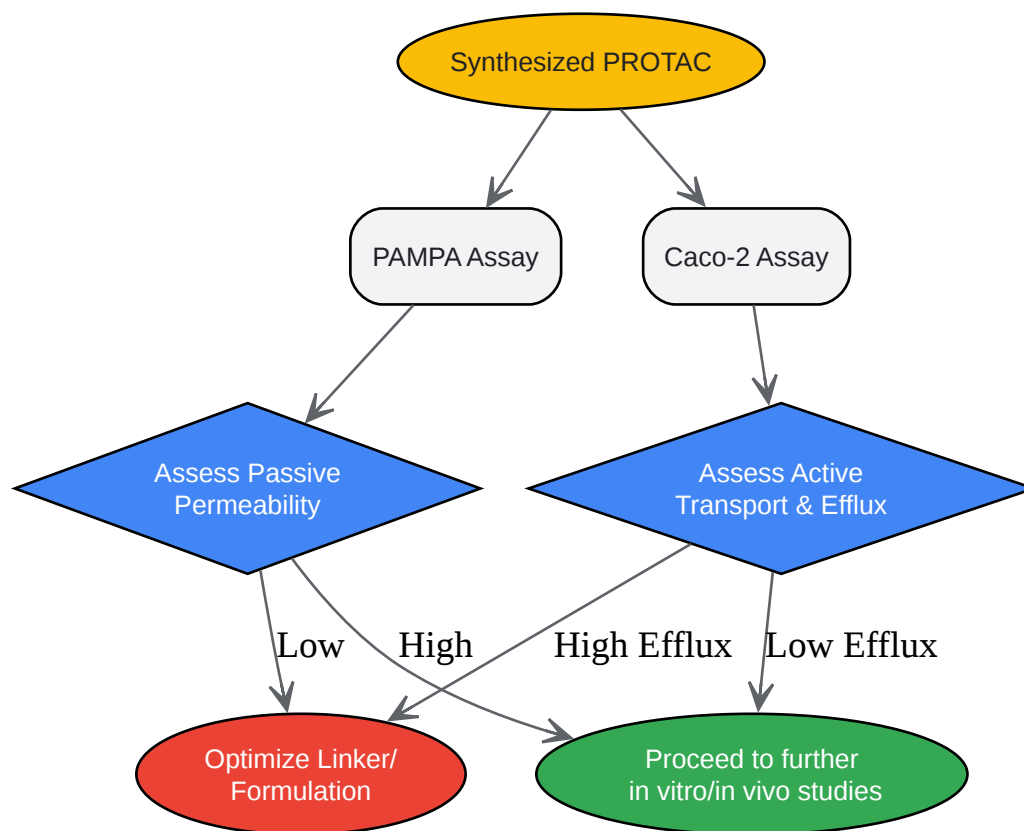 Synthesized PROTAC
PAMPA Assay
Caco-2 Assay
Assess Passive
Permeability
Assess Active
Transport & Efflux
Low
High
High Efflux
Low Efflux
Optimize Linker/
Formulation
Proceed to further
in vitro/in vivo studies